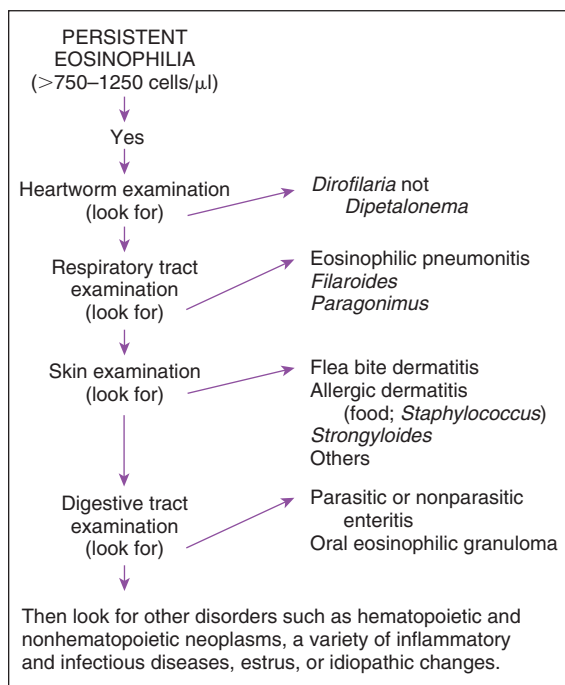 PERSISTENT
EOSINOPHILIA
(>750–1250 cells/μl)
Yes
Heartworm examination
(look for)
Dirofilaria not
Dipetalonema
Respiratory tract
examination
(look for)
Eosinophilic pneumonitis
Filaroides
Paragonimus
Skin examination
(look for)
Flea bite dermatitis
Allergic dermatitis
(food; Staphylococcus)
Strongyloides
Others
Digestive tract
examination
(look for)
Parasitic or nonparasitic
enteritis
Oral eosinophilic granuloma
Then look for other disorders such as hematopoietic and
nonhematopoietic neoplasms, a variety of inflammatory
and infectious diseases, estrus, or idiopathic changes.